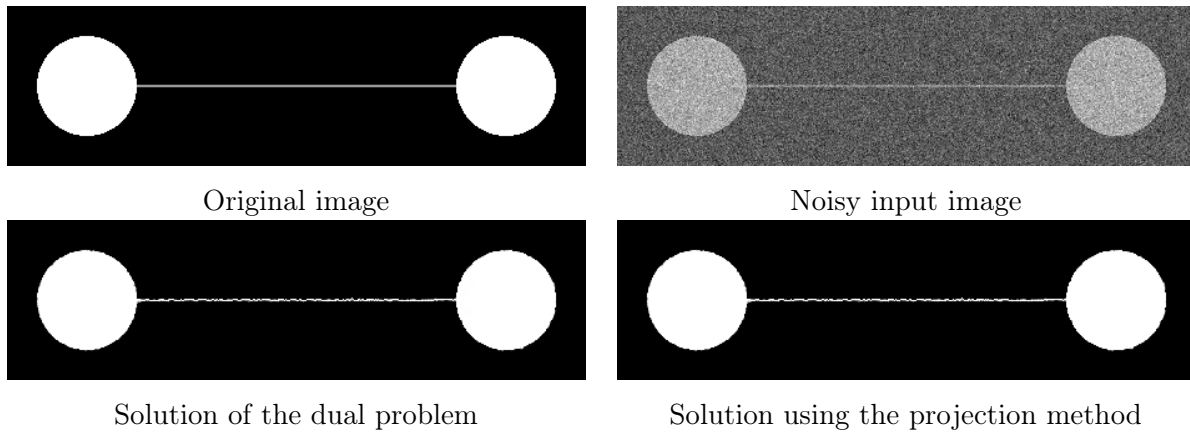 Original image
Noisy input image
Solution of the dual problem
Solution using the projection method